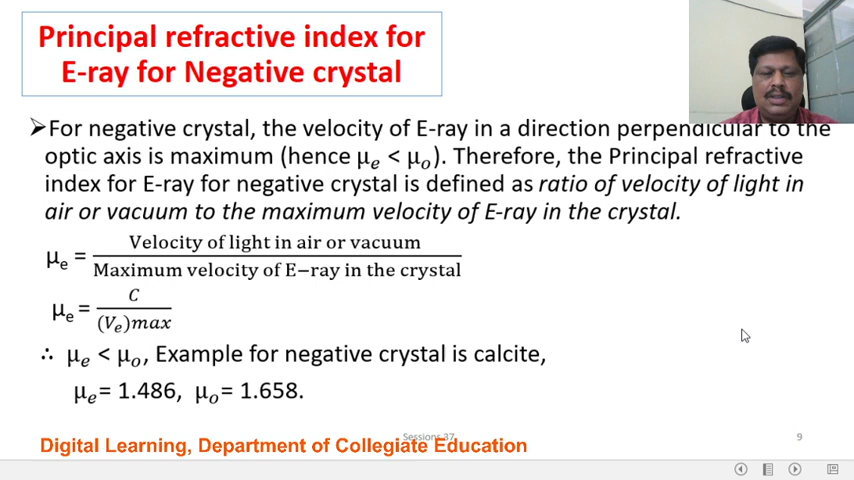 Principal refractive index for
E-ray for Negative crystal
➢For negative crystal, the velocity of E-ray in a direction perpendicular to the
optic axis is maximum (hence μₑ < μₒ). Therefore, the Principal refractive
index for E-ray for negative crystal is defined as ratio of velocity of light in
air or vacuum to the maximum velocity of E-ray in the crystal.
μₑ = Velocity of light in air or vacuum / Maximum velocity of E−ray in the crystal
μₑ = C / (Vₑ)max
∴ μₑ < μₒ, Example for negative crystal is calcite,
μₑ= 1.486, μₒ= 1.658.
Sessions 37
9
Digital Learning, Department of Collegiate Education